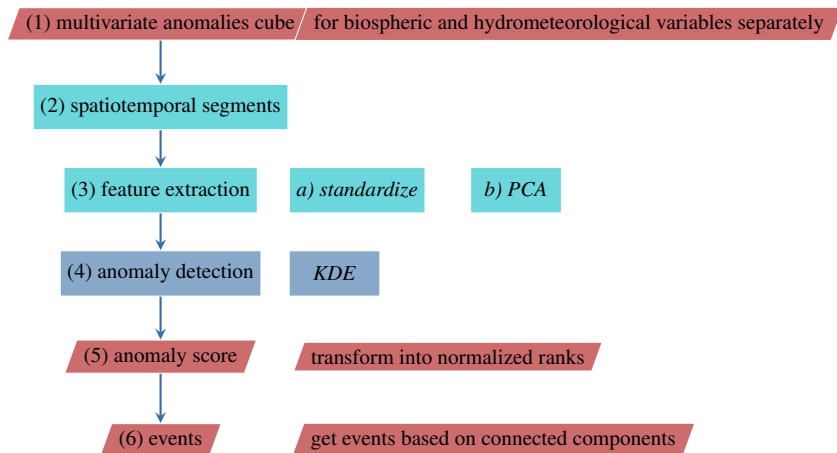 (1) multivariate anomalies cube for biospheric and hydrometeorological variables separately
(2) spatiotemporal segments
(3) feature extraction a) standardize b) PCA
(4) anomaly detection KDE
(5) anomaly score transform into normalized ranks
(6) events get events based on connected components